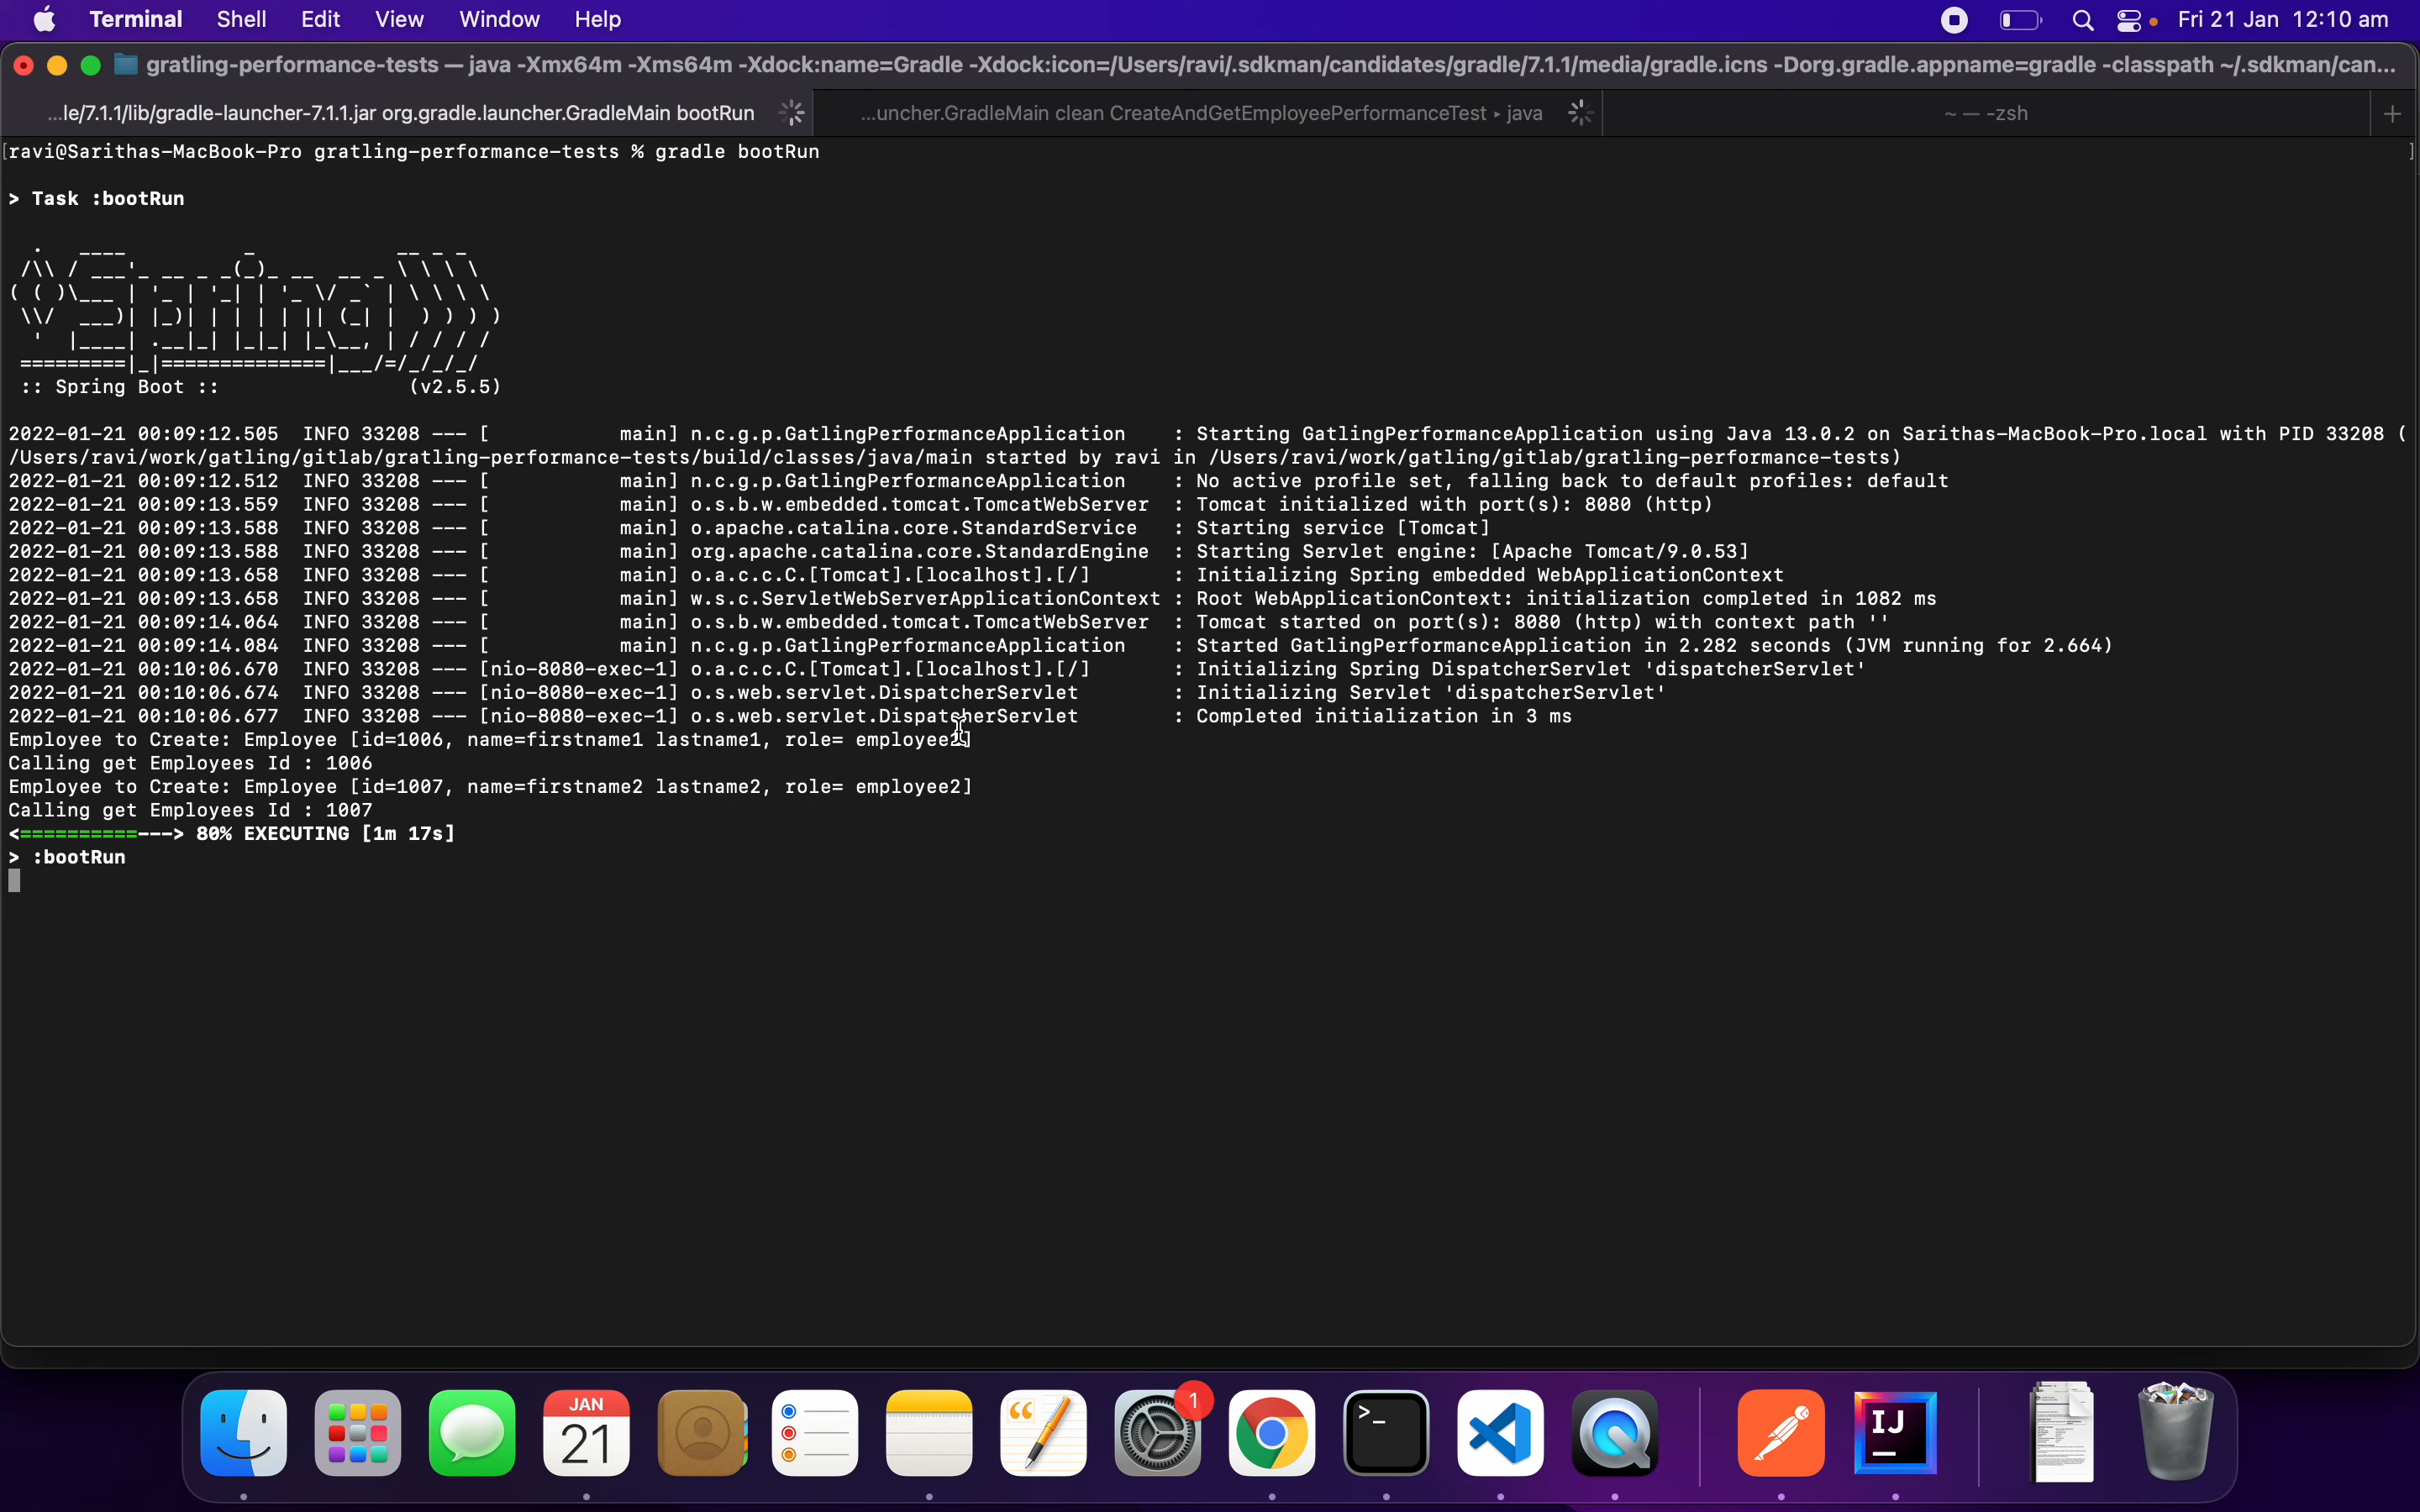 Terminal Shell Edit View Window Help Fri 21 Jan 12:10 am
gratling-performance-tests — java -Xmx64m -Xms64m -Xdock:name=Gradle -Xdock:icon=/Users/ravi/.sdkman/candidates/gradle/7.1.1/media/gradle.icns -Dorg.gradle.appname=gradle -classpath ~/.sdkman/can...
...le/7.1.1/lib/gradle-launcher-7.1.1.jar org.gradle.launcher.GradleMain bootRun ...uncher.GradleMain clean CreateAndGetEmployeePerformanceTest ▸ java ~ — -zsh +
[ravi@Sarithas-MacBook-Pro gratling-performance-tests % gradle bootRun ]
> Task :bootRun
  .   ____          _            __ _ _
 /\\ / ___'_ __ _ _(_)_ __  __ _ \ \ \ \
( ( )\___ | '_ | '_| | '_ \/ _` | \ \ \ \
 \\/  ___)| |_)| | | | | || (_| |  ) ) ) )
  '  |____| .__|_| |_|_| |_\__, | / / / /
 =========|_|==============|___/=/_/_/_/
 :: Spring Boot ::                (v2.5.5)
2022-01-21 00:09:12.505  INFO 33208 --- [           main] n.c.g.p.GatlingPerformanceApplication    : Starting GatlingPerformanceApplication using Java 13.0.2 on Sarithas-MacBook-Pro.local with PID 33208 (
/Users/ravi/work/gatling/gitlab/gratling-performance-tests/build/classes/java/main started by ravi in /Users/ravi/work/gatling/gitlab/gratling-performance-tests)
2022-01-21 00:09:12.512  INFO 33208 --- [           main] n.c.g.p.GatlingPerformanceApplication    : No active profile set, falling back to default profiles: default
2022-01-21 00:09:13.559  INFO 33208 --- [           main] o.s.b.w.embedded.tomcat.TomcatWebServer  : Tomcat initialized with port(s): 8080 (http)
2022-01-21 00:09:13.588  INFO 33208 --- [           main] o.apache.catalina.core.StandardService   : Starting service [Tomcat]
2022-01-21 00:09:13.588  INFO 33208 --- [           main] org.apache.catalina.core.StandardEngine  : Starting Servlet engine: [Apache Tomcat/9.0.53]
2022-01-21 00:09:13.658  INFO 33208 --- [           main] o.a.c.c.C.[Tomcat].[localhost].[/]       : Initializing Spring embedded WebApplicationContext
2022-01-21 00:09:13.658  INFO 33208 --- [           main] w.s.c.ServletWebServerApplicationContext : Root WebApplicationContext: initialization completed in 1082 ms
2022-01-21 00:09:14.064  INFO 33208 --- [           main] o.s.b.w.embedded.tomcat.TomcatWebServer  : Tomcat started on port(s): 8080 (http) with context path ''
2022-01-21 00:09:14.084  INFO 33208 --- [           main] n.c.g.p.GatlingPerformanceApplication    : Started GatlingPerformanceApplication in 2.282 seconds (JVM running for 2.664)
2022-01-21 00:10:06.670  INFO 33208 --- [nio-8080-exec-1] o.a.c.c.C.[Tomcat].[localhost].[/]       : Initializing Spring DispatcherServlet 'dispatcherServlet'
2022-01-21 00:10:06.674  INFO 33208 --- [nio-8080-exec-1] o.s.web.servlet.DispatcherServlet        : Initializing Servlet 'dispatcherServlet'
2022-01-21 00:10:06.677  INFO 33208 --- [nio-8080-exec-1] o.s.web.servlet.DispatcherServlet        : Completed initialization in 3 ms
Employee to Create: Employee [id=1006, name=firstname1 lastname1, role=
Calling get Employees Id : 1006
Employee to Create: Employee [id=1007, name=firstname2 lastname2, role= employee2]
Calling get Employees Id : 1007
<==========---> 80% EXECUTING [1m 17s]
> :bootRun
JAN 1
21 >_ IJ